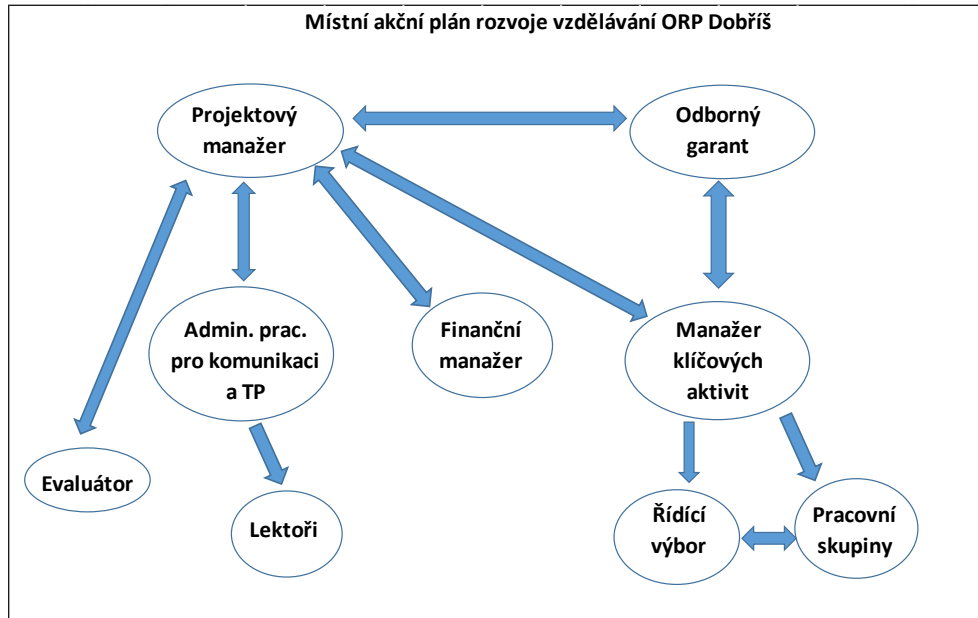 Místní akční plán rozvoje vzdělávání ORP Dobříš
Projektový
manažer
Odborný
garant
Admin. prac.
pro komunikaci
a TP
Finanční
manažer
Manažer
klíčových
aktivit
Evaluátor
Lektoři
Řídící
výbor
Pracovní
skupiny